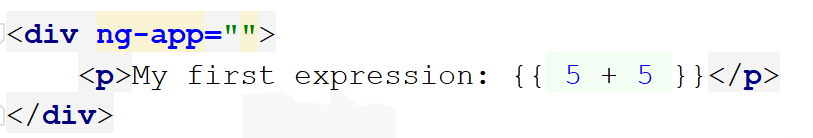 <div ng-app="">
<p>My first expression: {{ 5 + 5 }}</p>
</div>